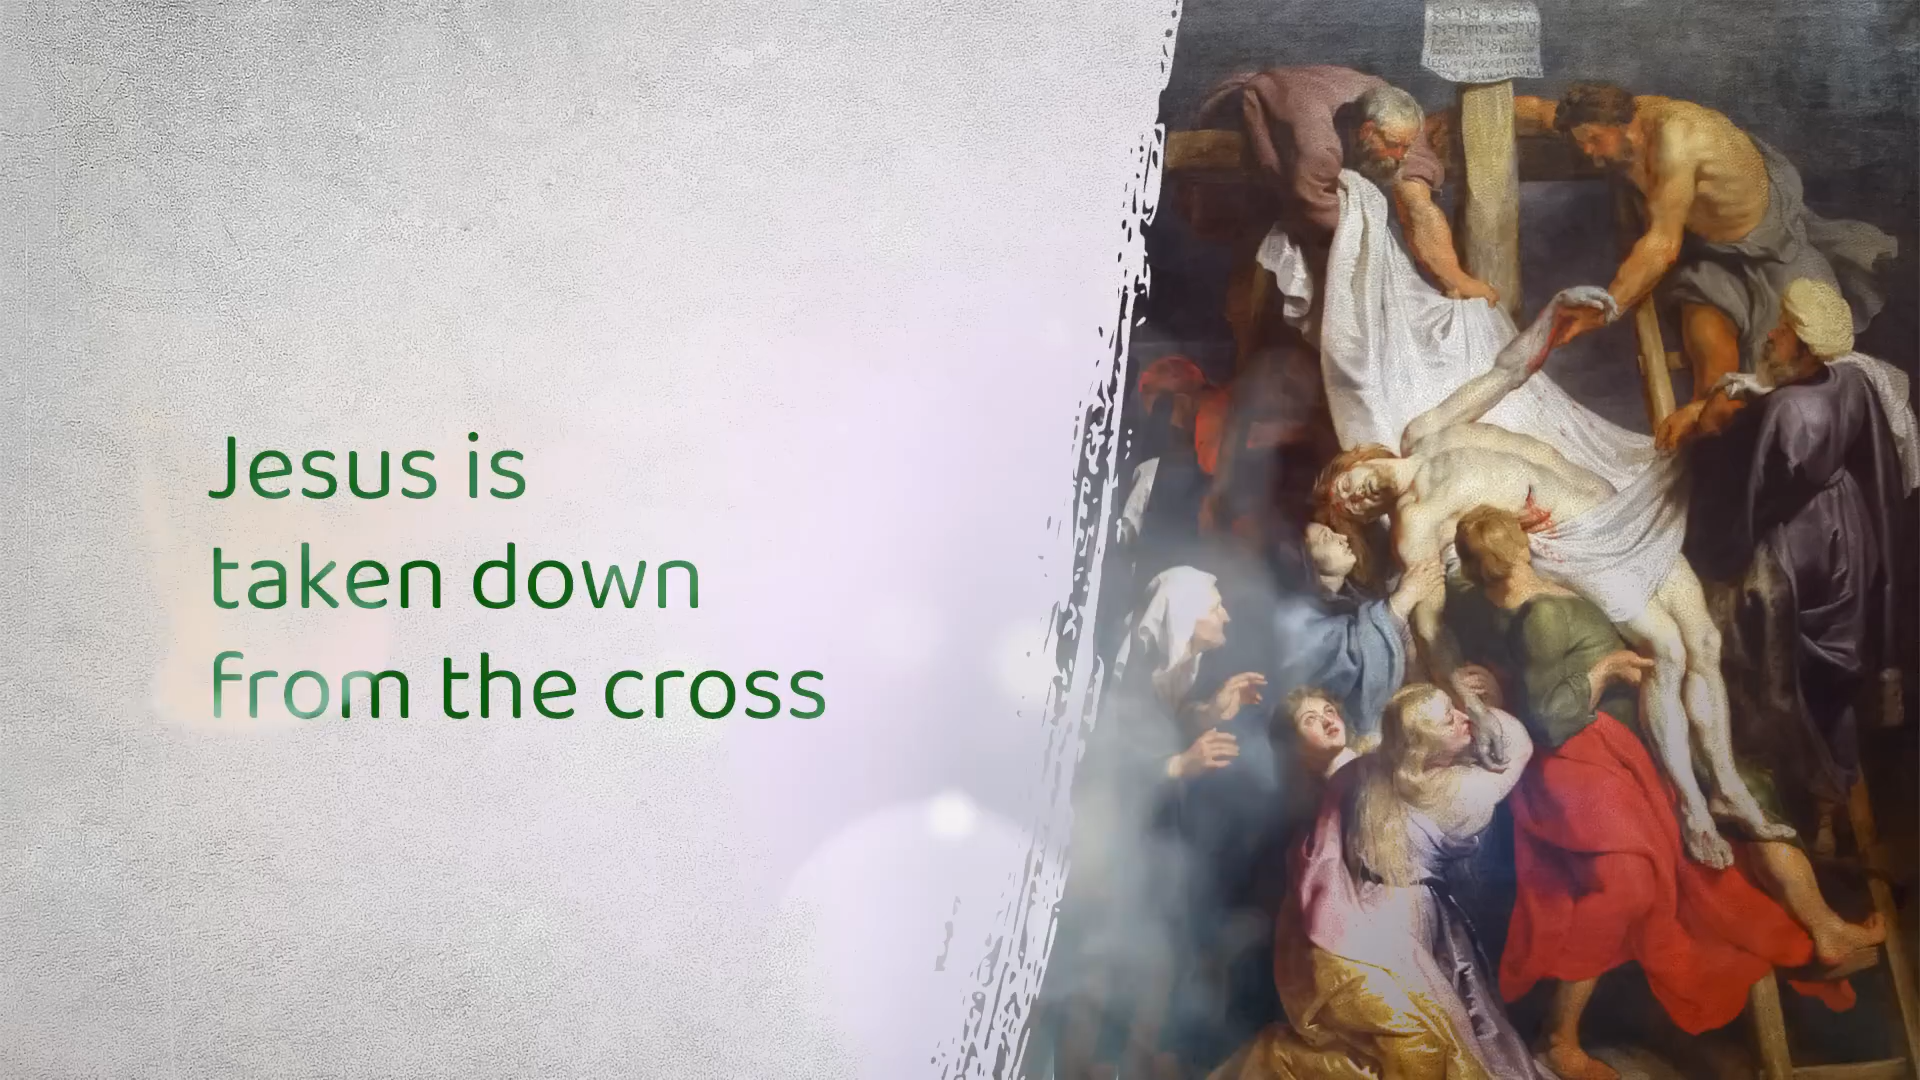 Jesus is
taken down
from the cross